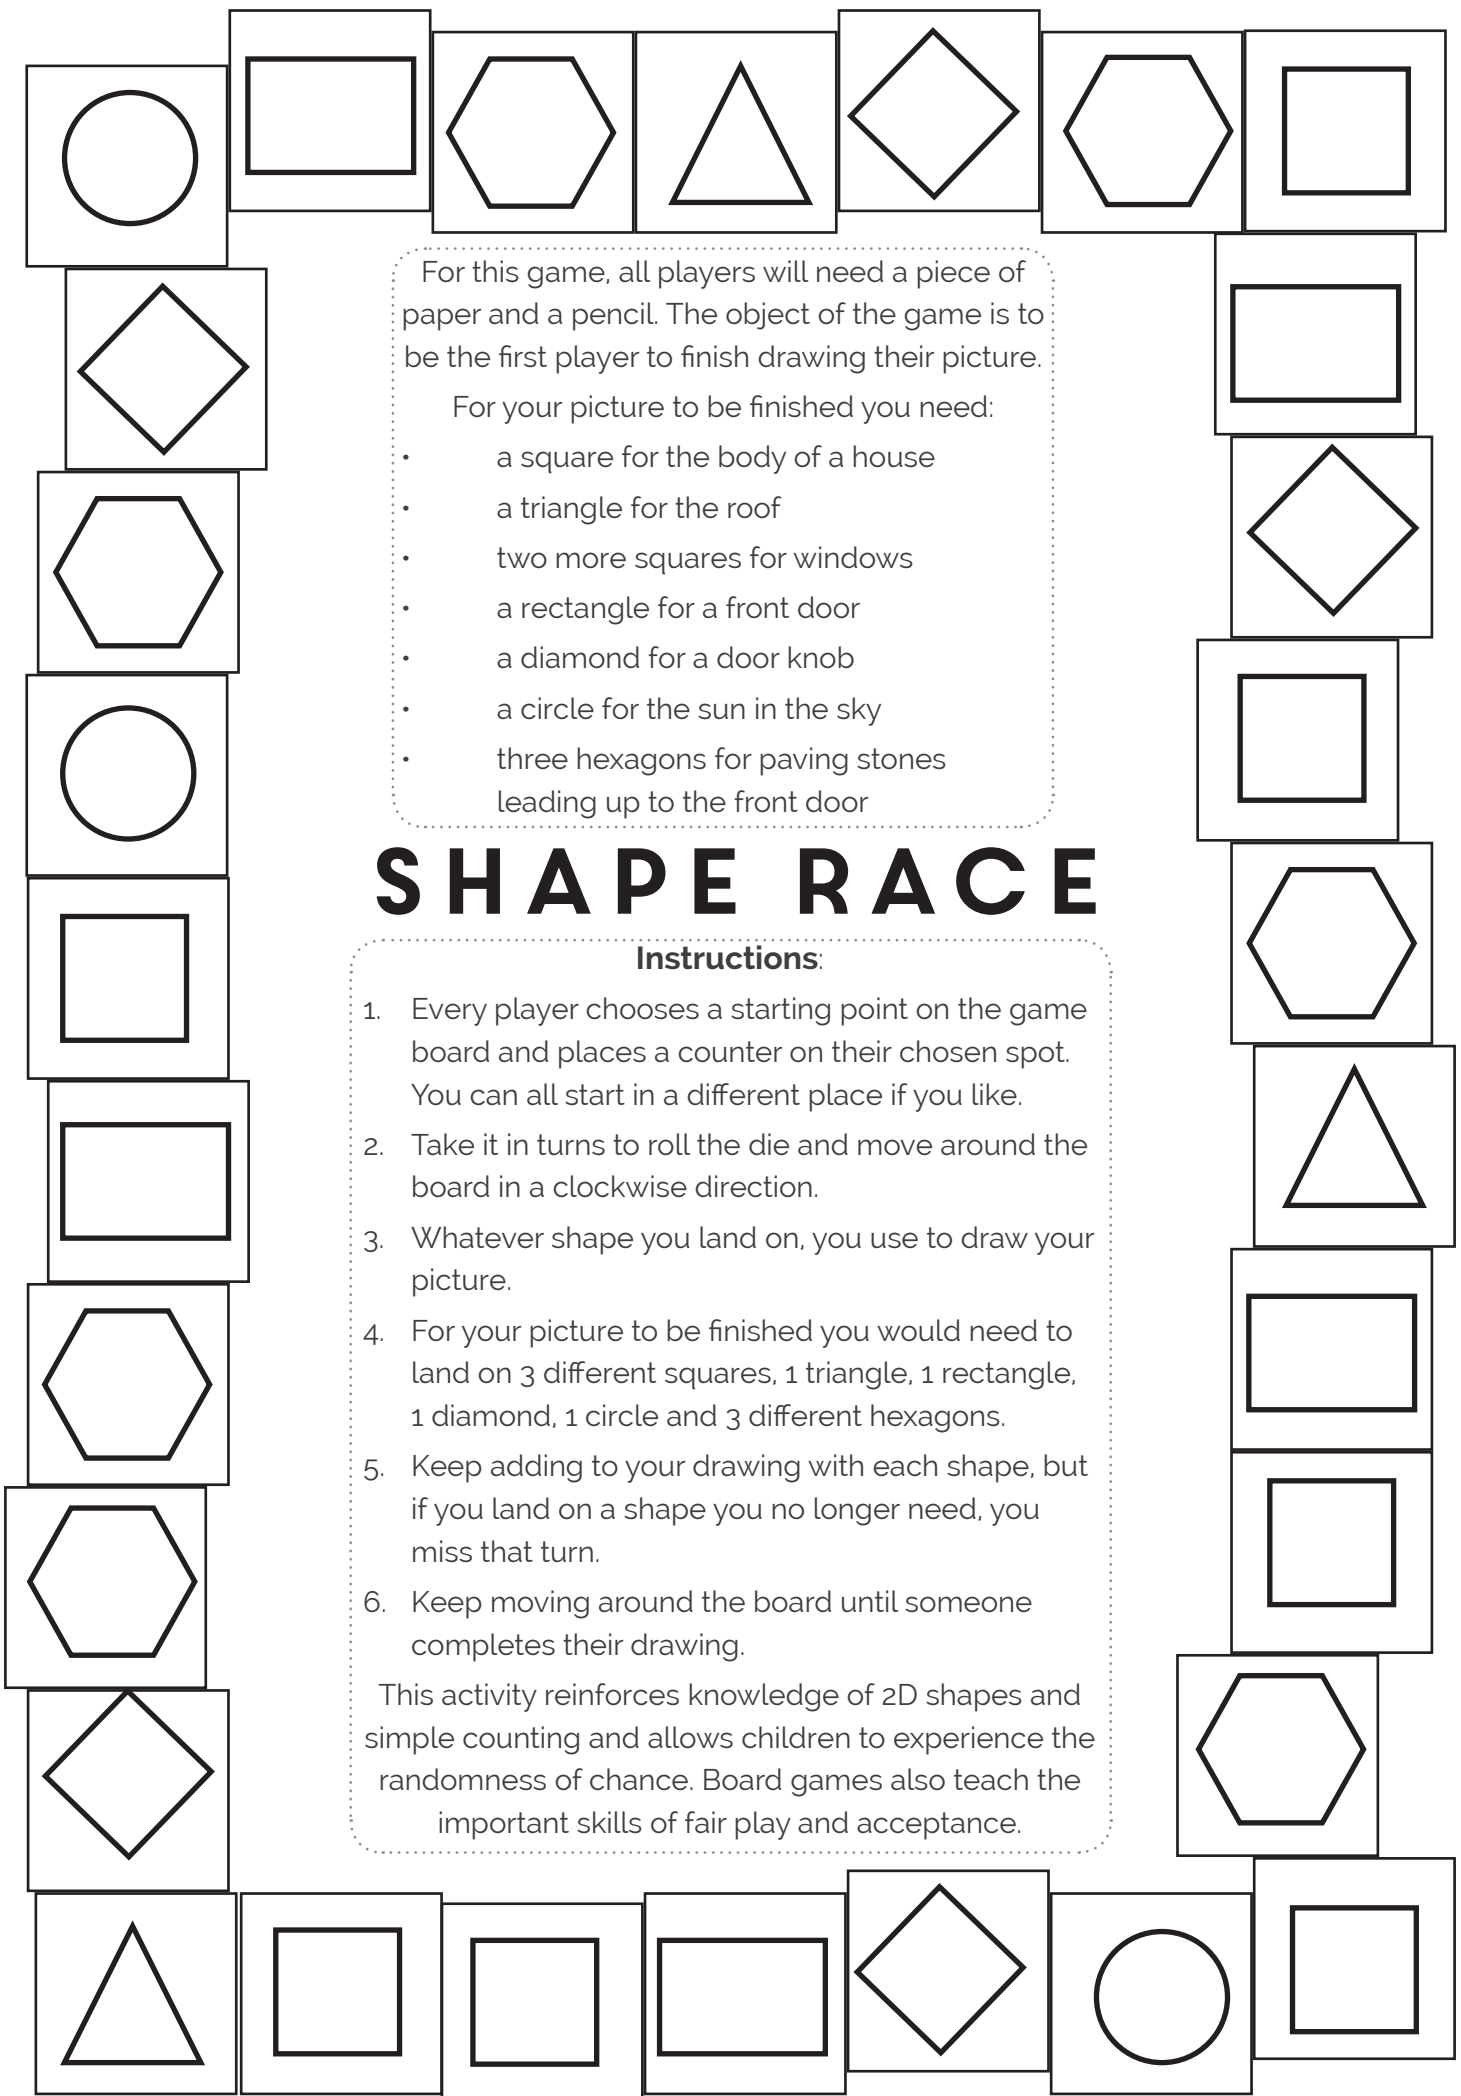 For this game, all players will need a piece of
paper and a pencil. The object of the game is to
be the first player to finish drawing their picture.
For your picture to be finished you need:
• a square for the body of a house
• a triangle for the roof
• two more squares for windows
• a rectangle for a front door
• a diamond for a door knob
• a circle for the sun in the sky
• three hexagons for paving stones
leading up to the front door
SHAPE RACE
Instructions:
1. Every player chooses a starting point on the game
board and places a counter on their chosen spot.
You can all start in a different place if you like.
2. Take it in turns to roll the die and move around the
board in a clockwise direction.
3. Whatever shape you land on, you use to draw your
picture.
4. For your picture to be finished you would need to
land on 3 different squares, 1 triangle, 1 rectangle,
1 diamond, 1 circle and 3 different hexagons.
5. Keep adding to your drawing with each shape, but
if you land on a shape you no longer need, you
miss that turn.
6. Keep moving around the board until someone
completes their drawing.
This activity reinforces knowledge of 2D shapes and
simple counting and allows children to experience the
randomness of chance. Board games also teach the
important skills of fair play and acceptance.